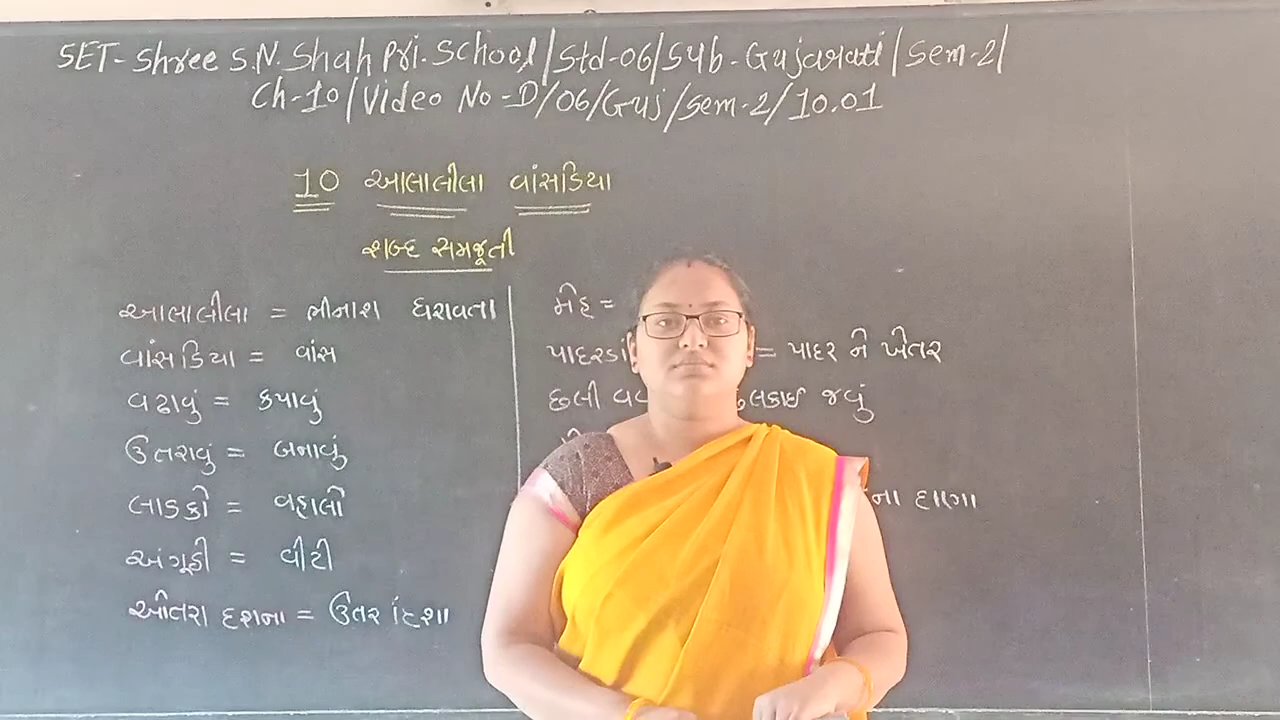 SET-Shree S.N. Shah Pri. School/Std-06/Sub-Gujarati/Sem-2/
Ch-10/Video No-D/06/Guj/Sem-2/10.01
10 આલાલીલા વાંસડિયા
શબ્દ સમજૂતી
આલાલીલા = ભીનાશ ધરાવતા
વાંસડિયા = વાંસ
વઢાવું = કપાવું
ઉતરાવું = બનાવું
લાડકો = વહાલો
અંગૂઠી = વીંટી
ઓતરા દશના = ઉત્તર દિશા
મેહ =
= પાદર ને ખેતર
છલી જવું
ના દાણા